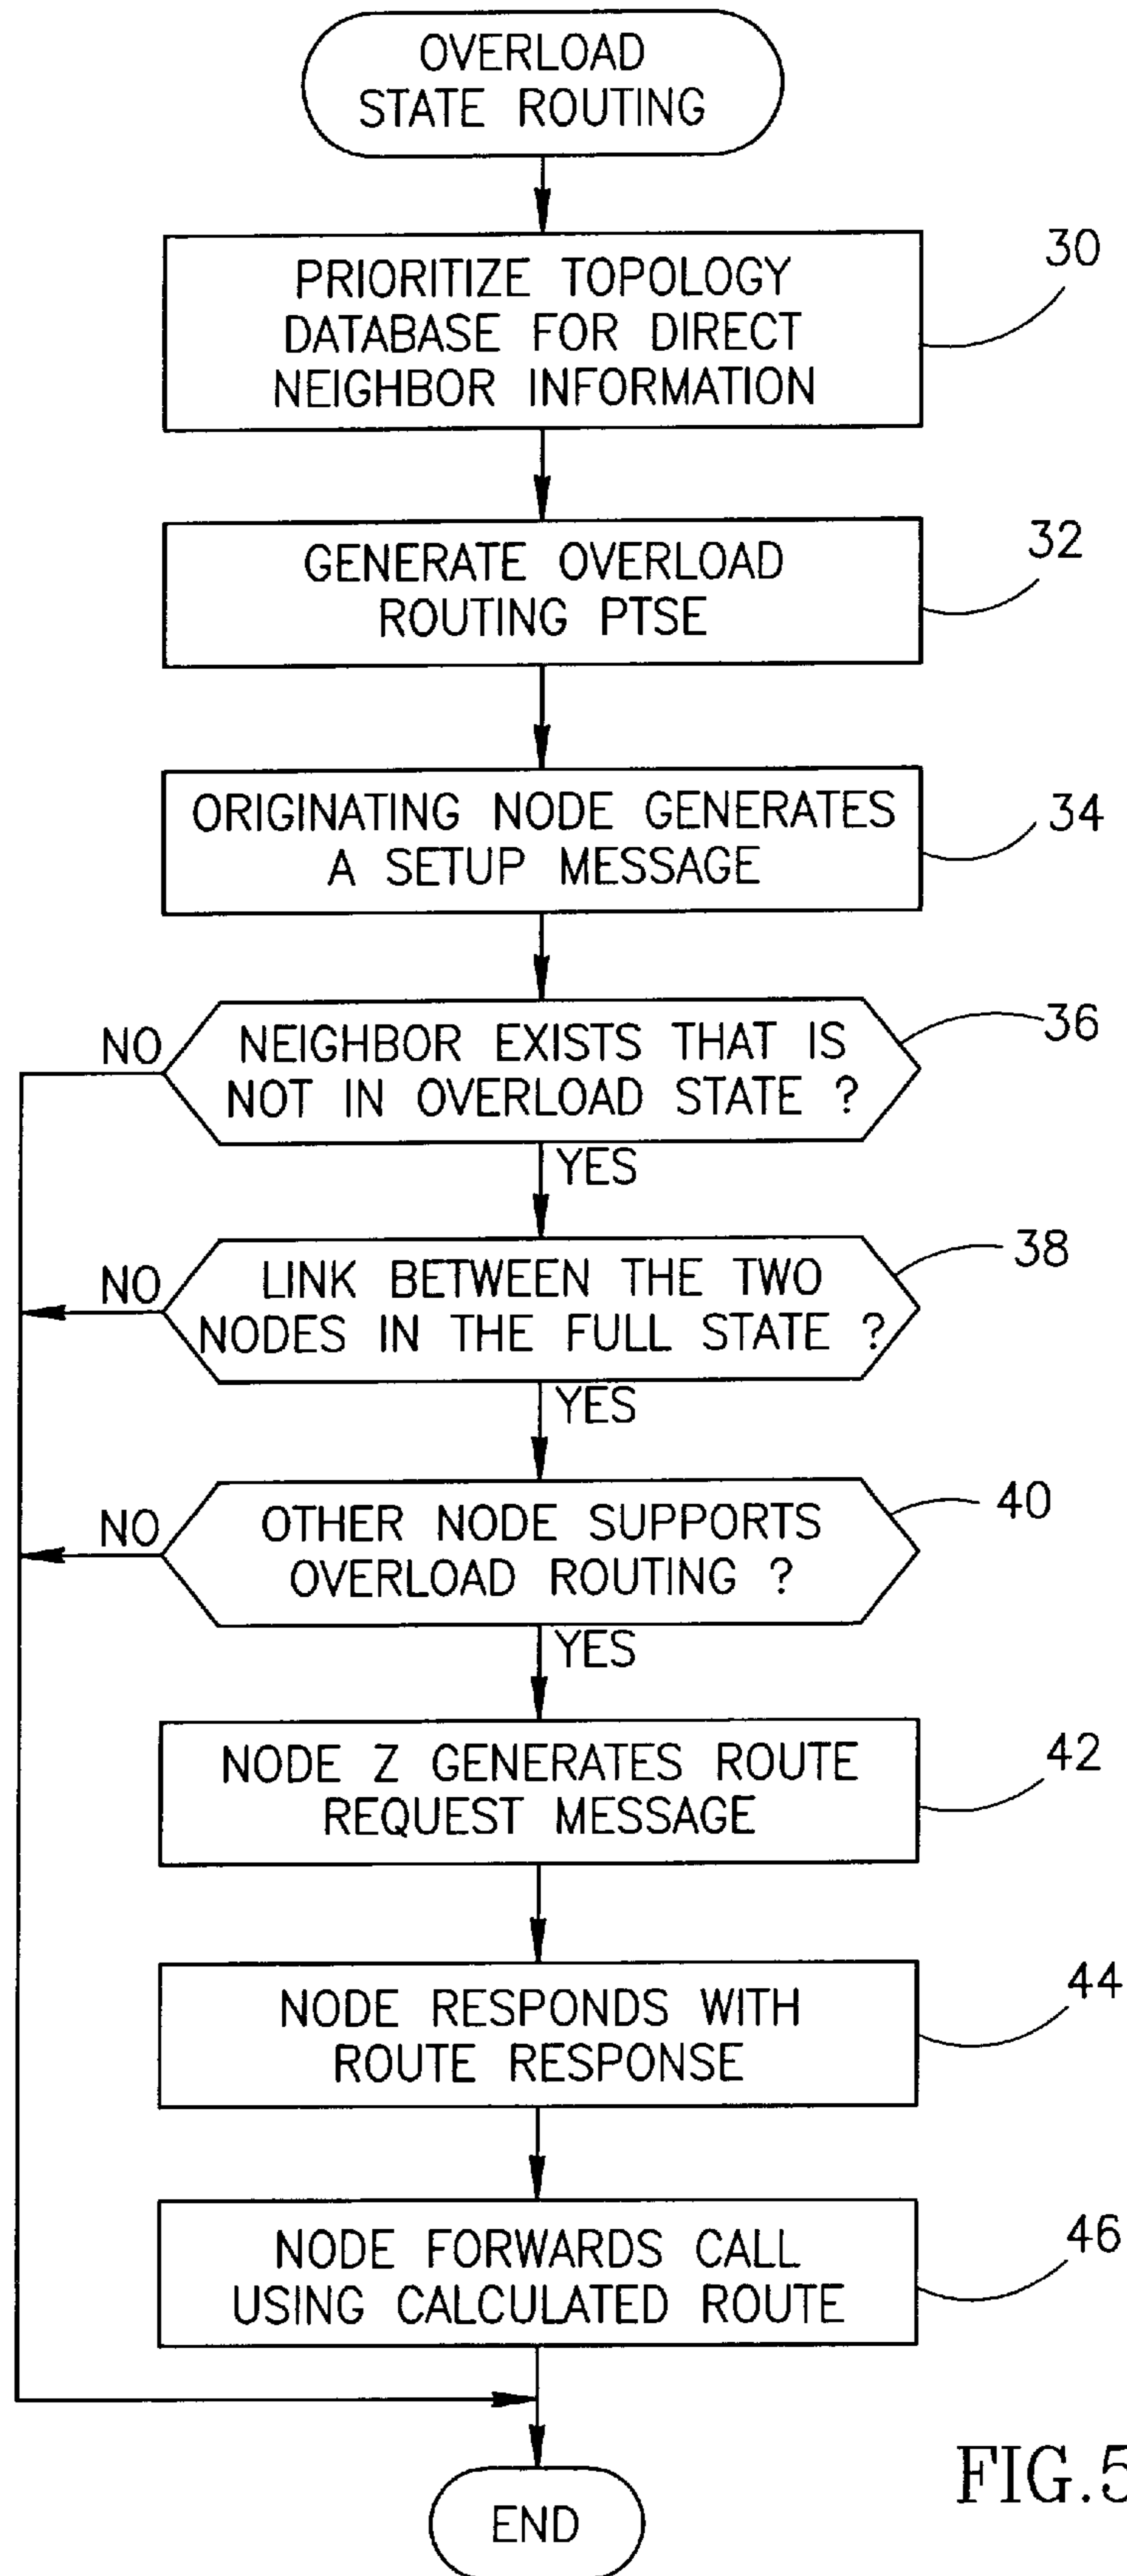 OVERLOAD
STATE ROUTING
PRIORITIZE TOPOLOGY
DATABASE FOR DIRECT
NEIGHBOR INFORMATION
30
GENERATE OVERLOAD
ROUTING PTSE
32
ORIGINATING NODE GENERATES
A SETUP MESSAGE
34
NO
NEIGHBOR EXISTS THAT IS
NOT IN OVERLOAD STATE ?
36
YES
NO
LINK BETWEEN THE TWO
NODES IN THE FULL STATE ?
38
YES
NO
OTHER NODE SUPPORTS
OVERLOAD ROUTING ?
40
YES
NODE Z GENERATES ROUTE
REQUEST MESSAGE
42
NODE RESPONDS WITH
ROUTE RESPONSE
44
NODE FORWARDS CALL
USING CALCULATED ROUTE
46
END
FIG.5